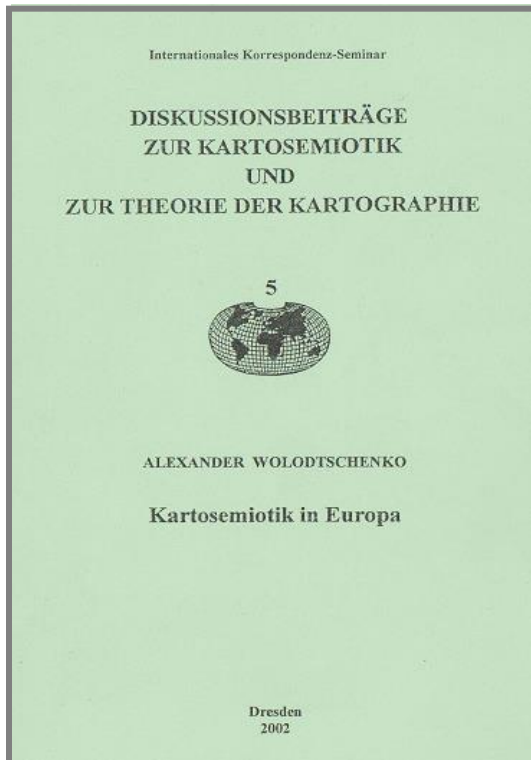 Internationales Korrespondenz-Seminar
DISKUSSIONSBEITRÄGE
ZUR KARTOSEMIOTIK
UND
ZUR THEORIE DER KARTOGRAPHIE
5
ALEXANDER WOLODTSCHENKO
Kartosemiotik in Europa
Dresden
2002